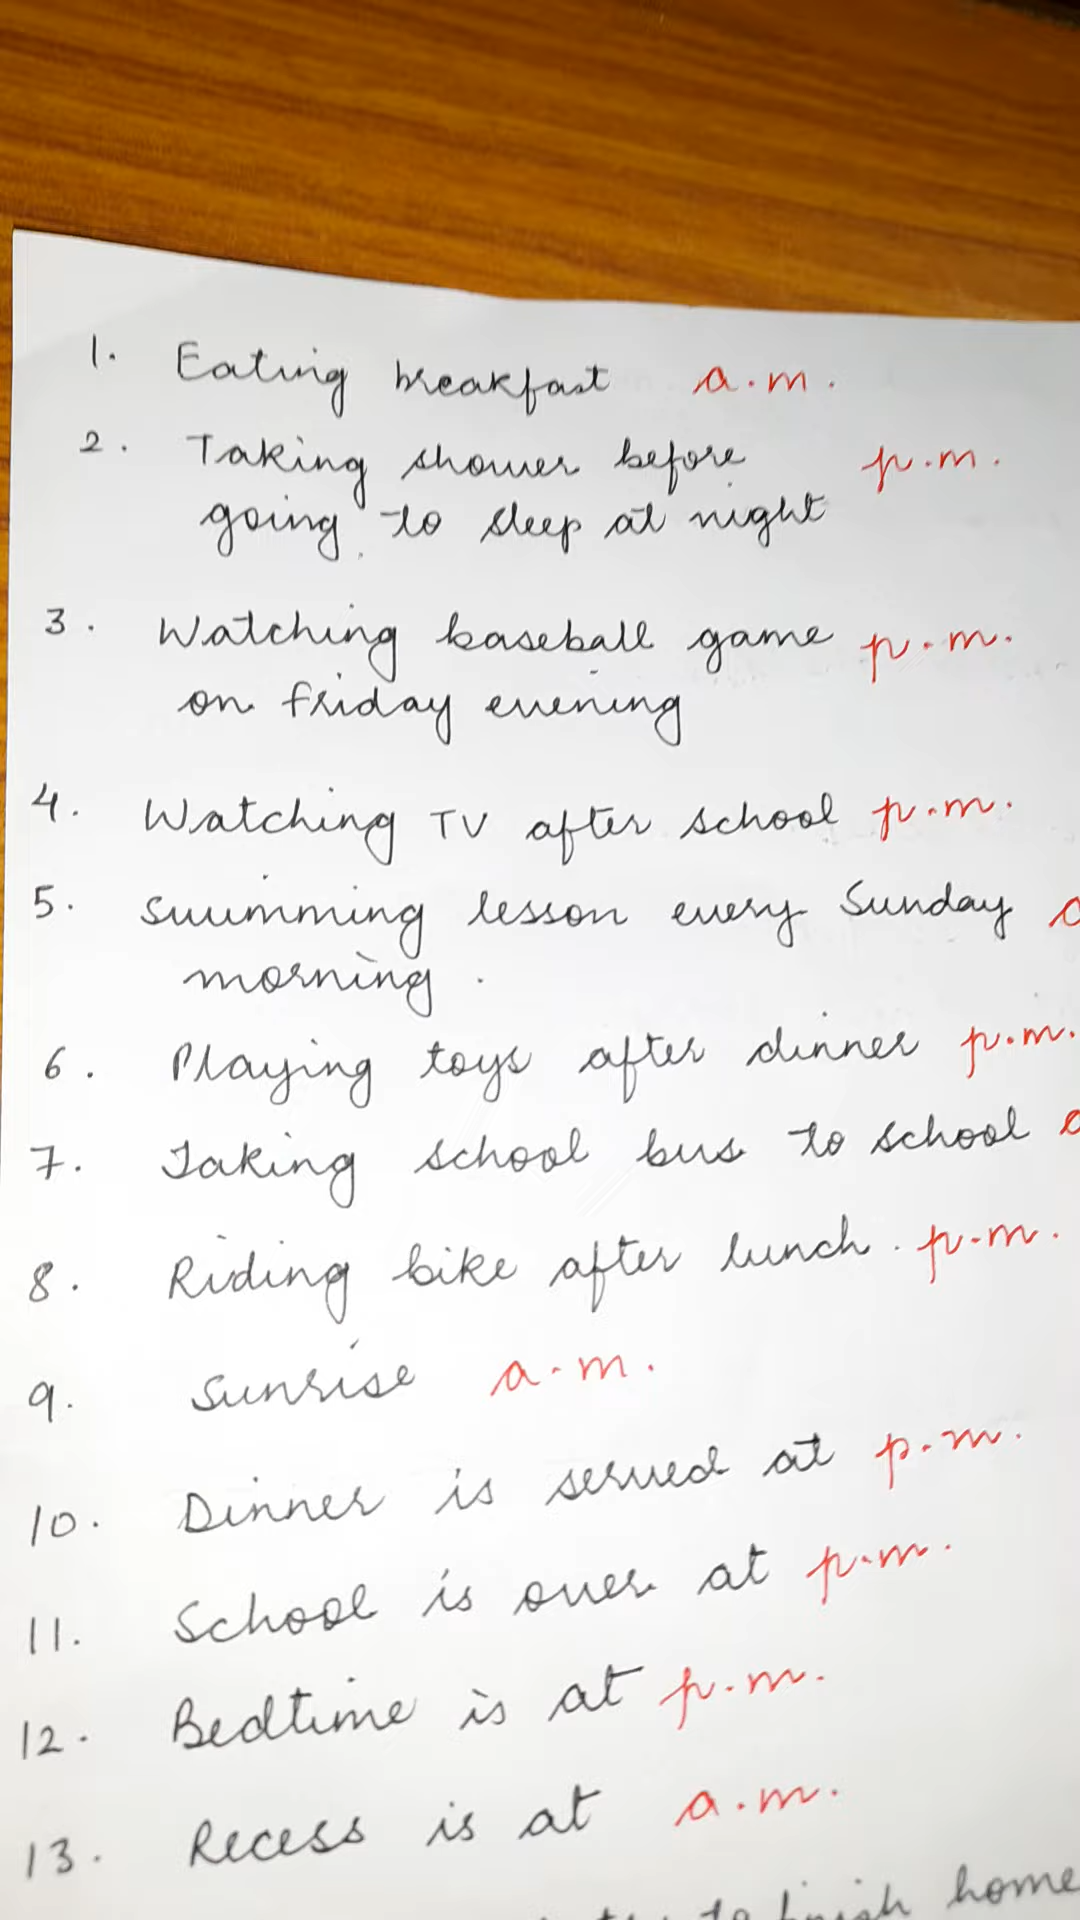 1. Eating breakfast a.m.
2. Taking shower before p.m.
going to sleep at night
3. Watching baseball game p.m.
on friday evening
4. Watching TV after school p.m.
5. Swimming lesson every Sunday
morning.
6. Playing toys after dinner p.m.
7. Taking school bus to school
8. Riding bike after lunch. p.m.
9. Sunrise a.m.
10. Dinner is served at p.m.
11. School is over at p.m.
12. Bedtime is at p.m.
13. Recess is at a.m.
to finish home